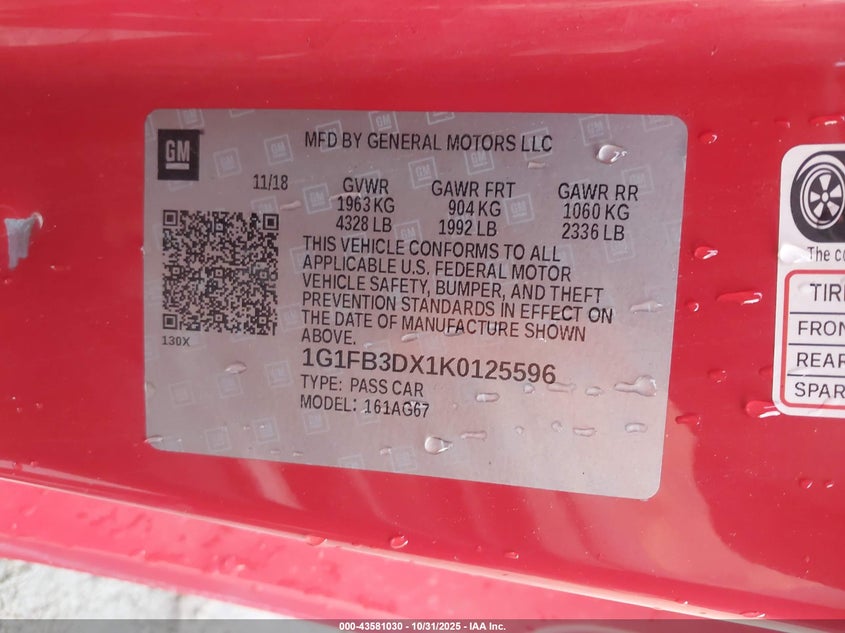 GM
MFD BY GENERAL MOTORS LLC
11/18 GVWR GAWR FRT GAWR RR
1963 KG 904 KG 1060 KG
4328 LB 1992 LB 2336 LB
THIS VEHICLE CONFORMS TO ALL
APPLICABLE U.S. FEDERAL MOTOR
VEHICLE SAFETY, BUMPER, AND THEFT
PREVENTION STANDARDS IN EFFECT ON
THE DATE OF MANUFACTURE SHOWN
ABOVE.
130X
1G1FB3DX1K0125596
TYPE: PASS CAR
MODEL: 161AG67
The co
TIR
FRON
REAR
SPAR
000-43581030 - 10/31/2025 - IAA Inc.